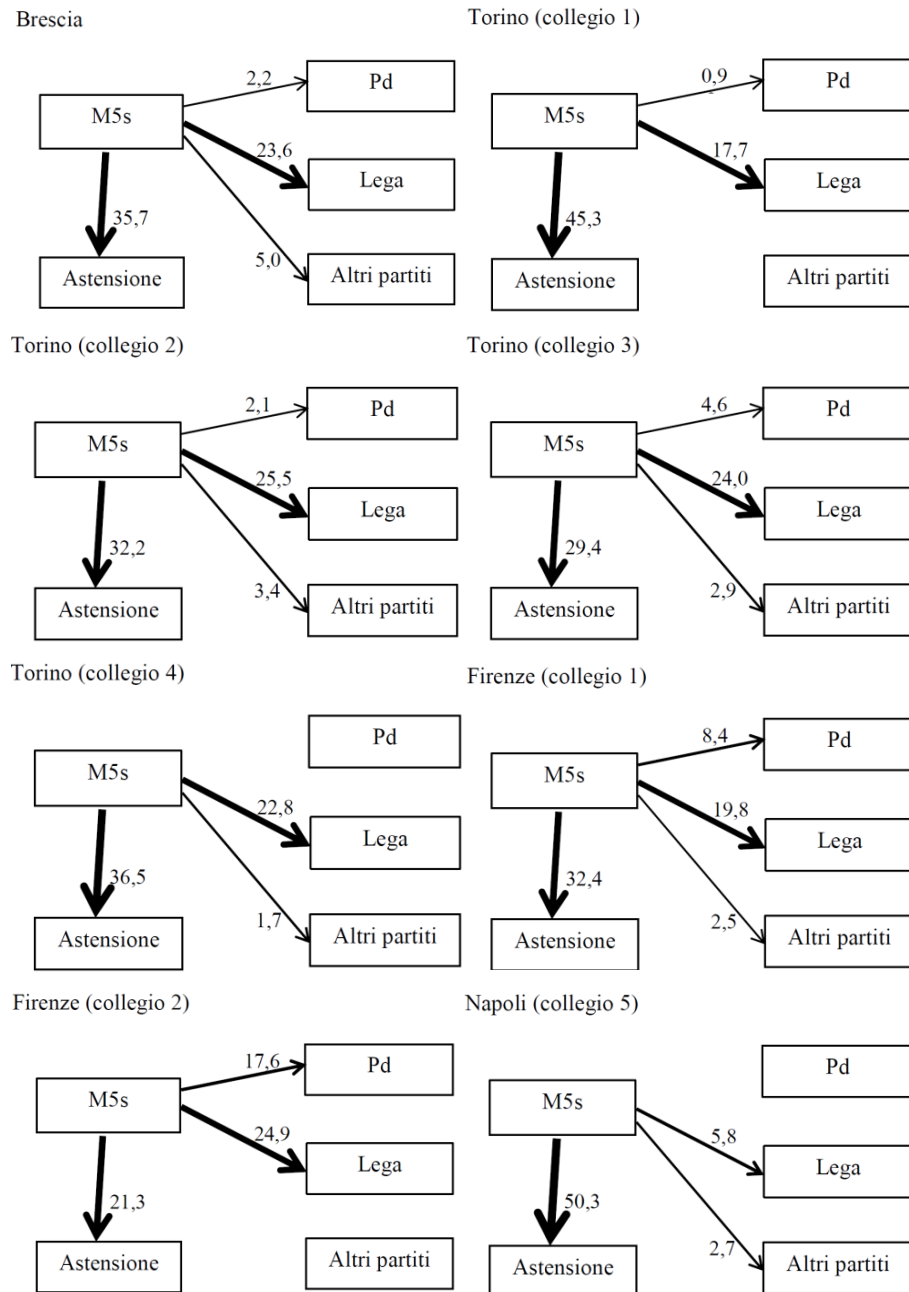 Brescia
Torino (collegio 1)
2,2
Pd
M5s
23,6
Lega
35,7
5,0
Astensione
Altri partiti
0,9
Pd
M5s
17,7
Lega
45,3
Astensione
Altri partiti
Torino (collegio 2)
Torino (collegio 3)
2,1
Pd
M5s
25,5
Lega
32,2
3,4
Astensione
Altri partiti
4,6
Pd
M5s
24,0
Lega
29,4
2,9
Astensione
Altri partiti
Torino (collegio 4)
Firenze (collegio 1)
Pd
M5s
22,8
Lega
36,5
1,7
Astensione
Altri partiti
8,4
Pd
M5s
19,8
Lega
32,4
2,5
Astensione
Altri partiti
Firenze (collegio 2)
Napoli (collegio 5)
17,6
Pd
M5s
24,9
Lega
21,3
Astensione
Altri partiti
Pd
M5s
5,8
Lega
50,3
2,7
Astensione
Altri partiti